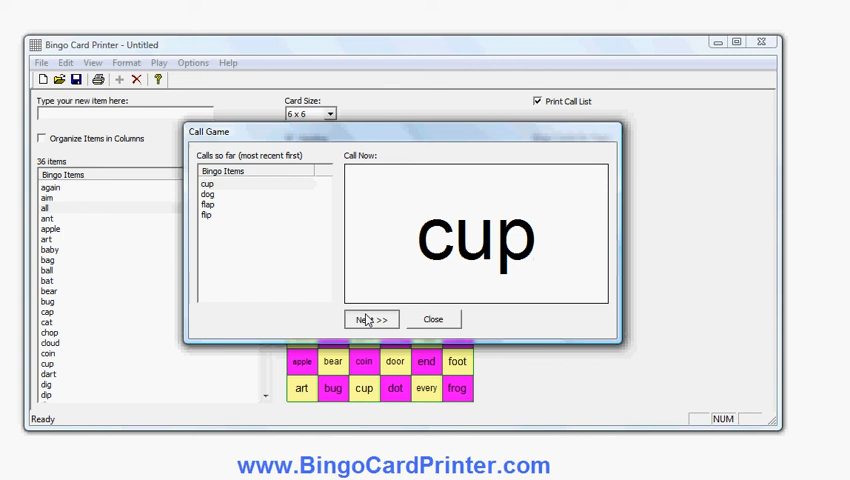 Bingo Card Printer - Untitled
File Edit View Format Play Options Help
Type your new item here:
Card Size:
6 x 6
Print Call List
Organize Items in Columns
36 items
Bingo Items
again
aim
all
ant
apple
art
baby
bag
ball
bat
bear
bug
cap
cat
chop
cloud
coin
cup
dart
dig
dip
Call Game
Calls so far (most recent first)
Bingo Items
cup
dog
flap
flip
Call Now:
cup
Close
apple bear coin door end foot
art bug cup dot every frog
Ready
NUM
www.BingoCardPrinter.com